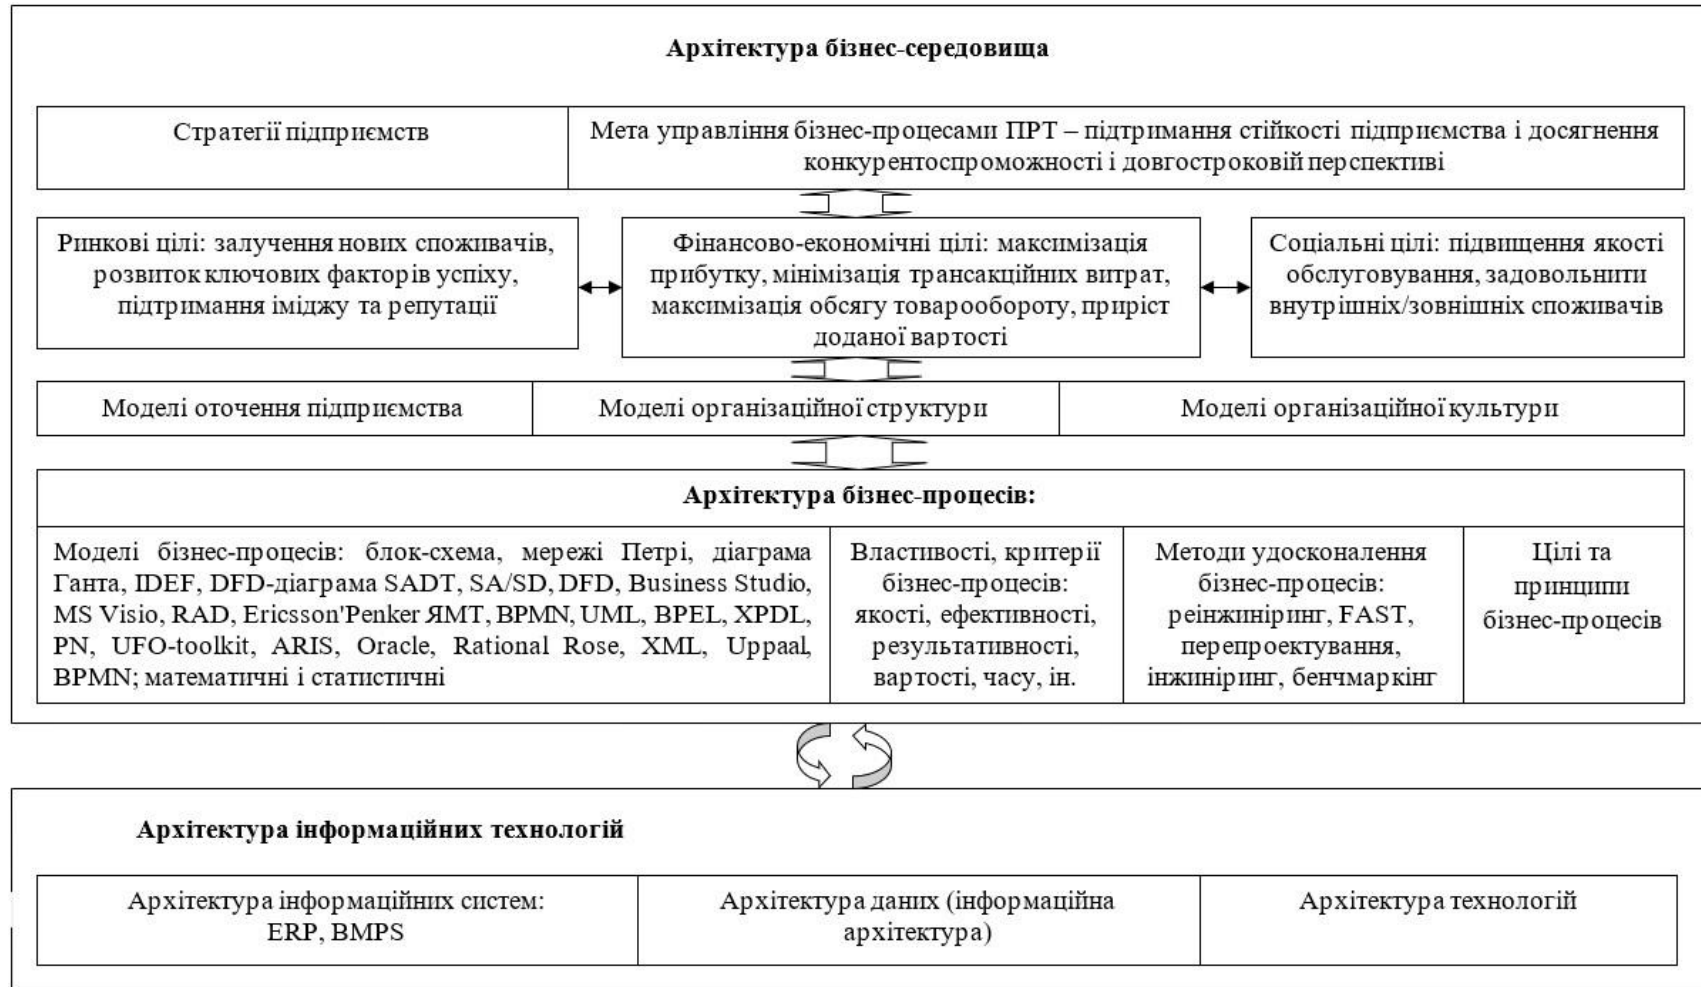 Архітектура бізнес-середовища
Стратегії підприємств
Мета управління бізнес-процесами ПРТ – підтримання стійкості підприємства і досягнення
конкурентоспроможності і довгостроковій перспективі
Ринкові цілі: залучення нових споживачів,
розвиток ключових факторів успіху,
підтримання іміджу та репутації
Фінансово-економічні цілі: максимізація
прибутку, мінімізація трансакційних витрат,
максимізація обсягу товарообороту, приріст
доданої вартості
Соціальні цілі: підвищення якості
обслуговування, задовольнити
внутрішніх/зовнішніх споживачів
Моделі оточення підприємства
Моделі організаційної структури
Моделі організаційної культури
Архітектура бізнес-процесів:
Моделі бізнес-процесів: блок-схема, мережі Петрі, діаграма
Ганта, IDEF, DFD-діаграма SADT, SA/SD, DFD, Business Studio,
MS Visio, RAD, Ericsson'Penker ЯМТ, BPMN, UML, BPEL, XPDL,
PN, UFO-toolkit, ARIS, Oracle, Rational Rose, XML, Uppaal,
BPMN; математичні і статистичні
Властивості, критерії
бізнес-процесів:
якості, ефективності,
результативності,
вартості, часу, ін.
Методи удосконалення
бізнес-процесів:
реінжиніринг, FAST,
перепроектування,
інжиніринг, бенчмаркінг
Цілі та
принципи
бізнес-процесів
Архітектура інформаційних технологій
Архітектура інформаційних систем:
ERP, BMPS
Архітектура даних (інформаційна
архітектура)
Архітектура технологій